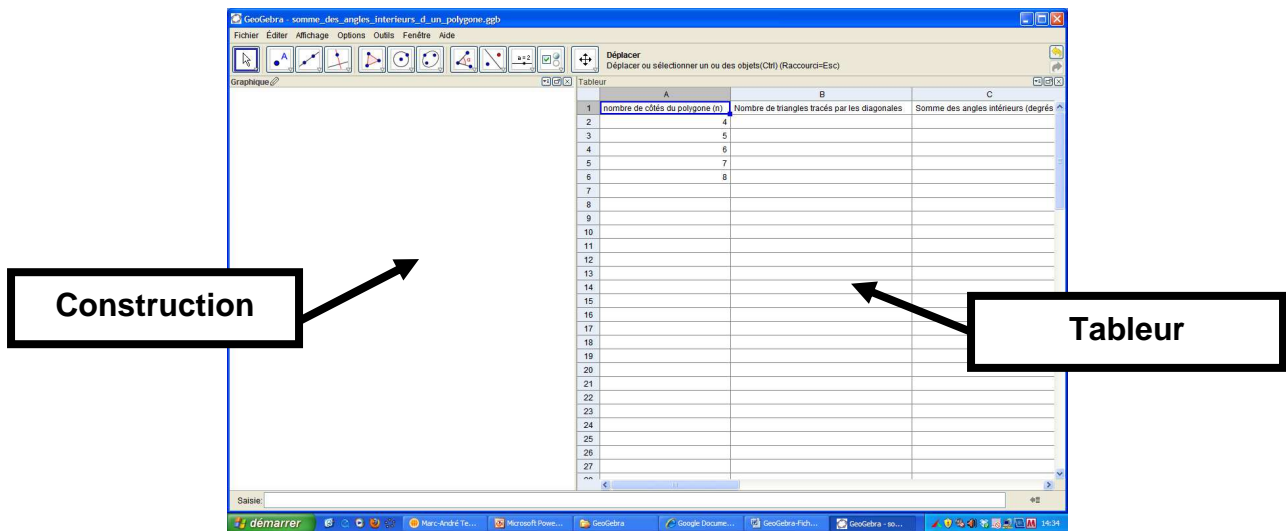 GeoGebra - somme_des_angles_interieurs_d_un_polygone.ggb
Fichier Éditer Affichage Options Outils Fenêtre Aide
Déplacer
Déplacer ou sélectionner un ou des objets(Ctrl) (Raccourci=Esc)
Graphique Tableur
A B C
1 nombre de côtés du polygone (n) Nombre de triangles tracés par les diagonales Somme des angles intérieurs (degrés
2 4
3 5
4 6
5 7
6 8
7
8
9
10
11
12
13
14
15
16
17
18
19
20
21
22
23
24
25
26
27
Construction
Tableur
Saisie:
démarrer Marc-André Te... Microsoft Powe... GeoGebra Google Docume... GeoGebra-Fich... GeoGebra - so... 14:34